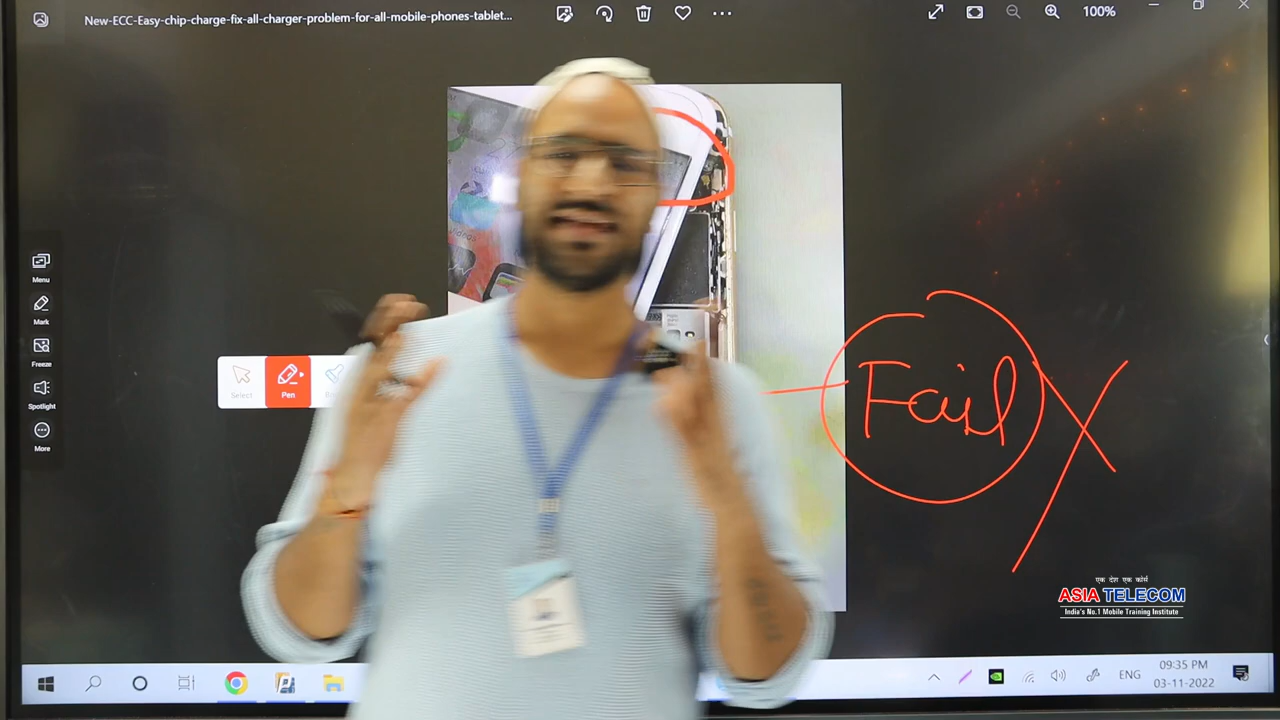 New-ECC-Easy-chip-charge-fix-all-charger-problem-for-all-mobile-phones-tablet...
100%
Menu
Mark
Freeze
Spotlight
More
Select
Pen
Fail
एक देश एक कोर्स
ASIA TELECOM
India's No.1 Mobile Training Institute
ENG
09:35 PM
03-11-2022